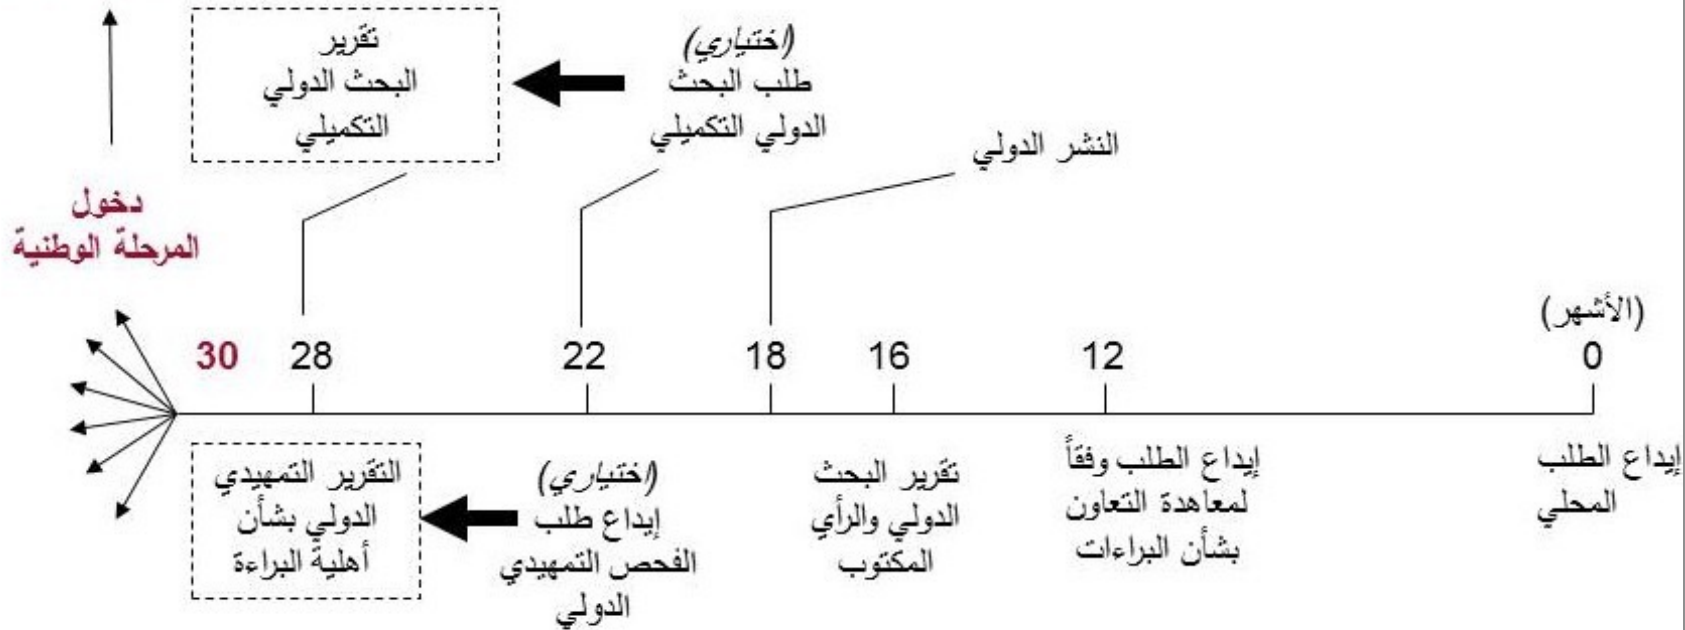 تقرير
البحث الدولي
التكميلي
(اختياري)
طلب البحث
الدولي التكميلي
النشر الدولي
دخول
المرحلة الوطنية
(الأشهر)
0
12
16
18
22
28
30
إيداع الطلب
المحلي
إيداع الطلب وفقاً
لمعاهدة التعاون
بشأن البراءات
تقرير البحث
الدولي والرأي
المكتوب
(اختياري)
إيداع طلب
الفحص التمهيدي
الدولي
التقرير التمهيدي
الدولي بشأن
أهلية البراءة